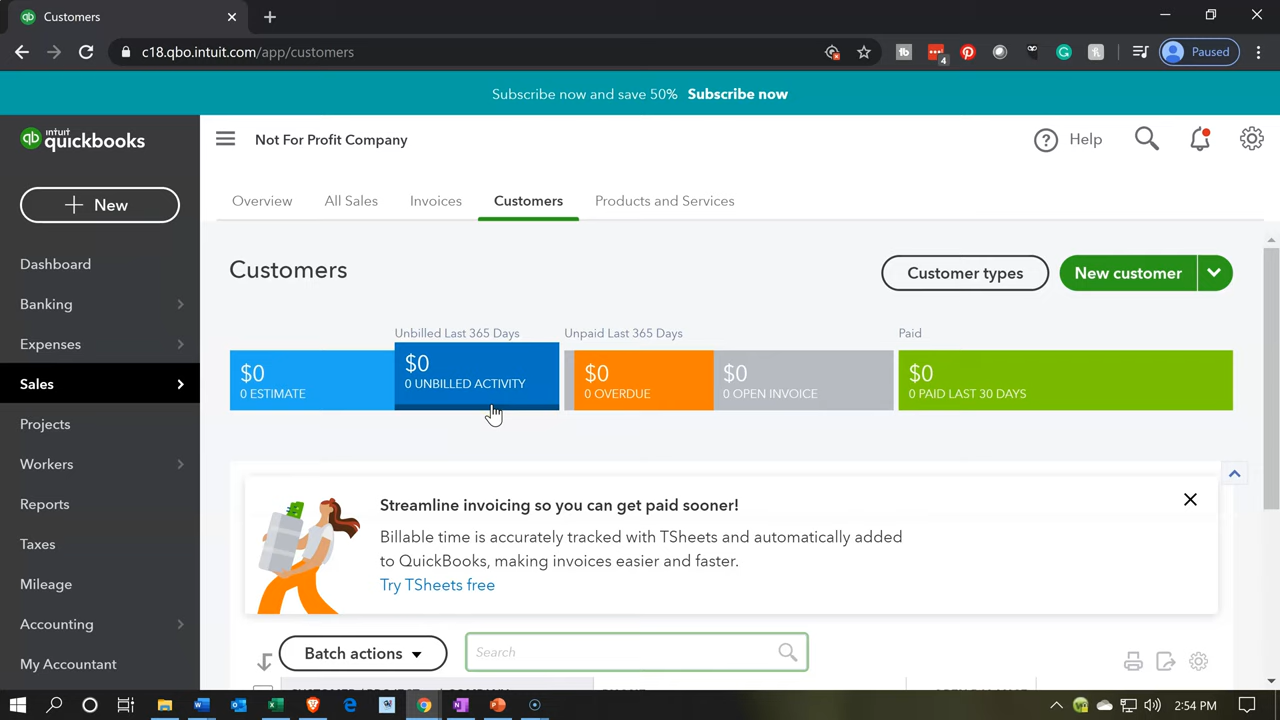 Customers
c18.qbo.intuit.com/app/customers
4
Paused
Subscribe now and save 50% Subscribe now
intuit quickbooks
Not For Profit Company
Help
New
Overview
All Sales
Invoices
Customers
Products and Services
Dashboard
Banking
Expenses
Sales
Projects
Workers
Reports
Taxes
Mileage
Accounting
My Accountant
Customers
Customer types
New customer
Unbilled Last 365 Days
Unpaid Last 365 Days
Paid
$0
0 ESTIMATE
$0
0 UNBILLED ACTIVITY
$0
0 OVERDUE
$0
0 OPEN INVOICE
$0
0 PAID LAST 30 DAYS
Streamline invoicing so you can get paid sooner!
Billable time is accurately tracked with TSheets and automatically added
to QuickBooks, making invoices easier and faster.
Try TSheets free
Batch actions
Search
2:54 PM